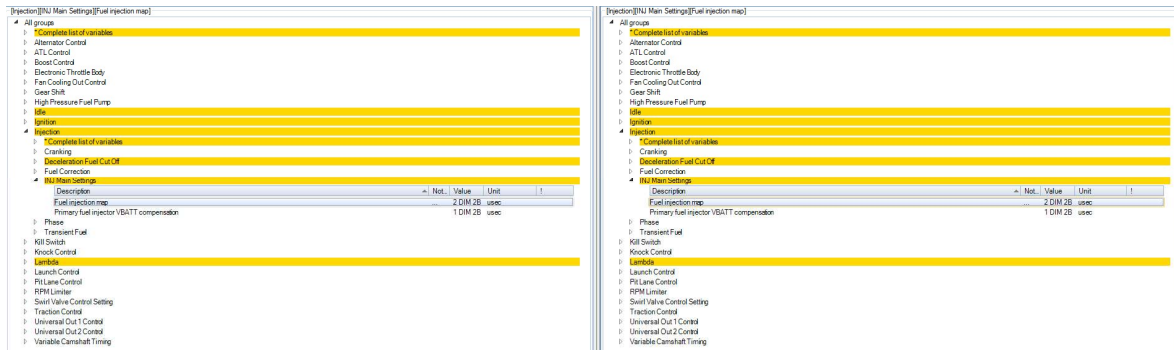 [Injection][INJ Main Settings][Fuel injection map]
All groups
* Complete list of variables
Alternator Control
ATL Control
Boost Control
Electronic Throttle Body
Fan Cooling Out Control
Gear Shift
High Pressure Fuel Pump
Idle
Ignition
Injection
* Complete list of variables
Cranking
Deceleration Fuel Cut Off
Fuel Correction
INJ Main Settings
Description Not... Value Unit !
Fuel injection map ... 2 DIM 2B usec
Primary fuel injector VBATT compensation 1 DIM 2B usec
Phase
Transient Fuel
Kill Switch
Knock Control
Lambda
Launch Control
Pit Lane Control
RPM Limiter
Swirl Valve Control Setting
Traction Control
Universal Out 1 Control
Universal Out 2 Control
Variable Camshaft Timing
[Injection][INJ Main Settings][Fuel injection map]
All groups
* Complete list of variables
Alternator Control
ATL Control
Boost Control
Electronic Throttle Body
Fan Cooling Out Control
Gear Shift
High Pressure Fuel Pump
Idle
Ignition
Injection
* Complete list of variables
Cranking
Deceleration Fuel Cut Off
Fuel Correction
INJ Main Settings
Description Not... Value Unit !
Fuel injection map ... 2 DIM 2B usec
Primary fuel injector VBATT compensation 1 DIM 2B usec
Phase
Transient Fuel
Kill Switch
Knock Control
Lambda
Launch Control
Pit Lane Control
RPM Limiter
Swirl Valve Control Setting
Traction Control
Universal Out 1 Control
Universal Out 2 Control
Variable Camshaft Timing